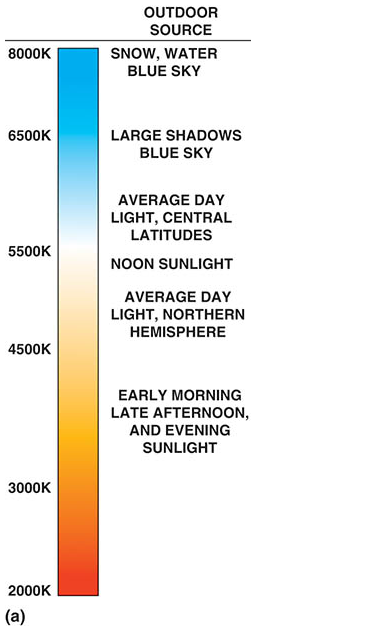 OUTDOOR
SOURCE
8000K
SNOW, WATER
BLUE SKY
6500K
LARGE SHADOWS
BLUE SKY
AVERAGE DAY
LIGHT, CENTRAL
LATITUDES
5500K
NOON SUNLIGHT
AVERAGE DAY
LIGHT, NORTHERN
HEMISPHERE
4500K
EARLY MORNING
LATE AFTERNOON,
AND EVENING
SUNLIGHT
3000K
2000K
(a)